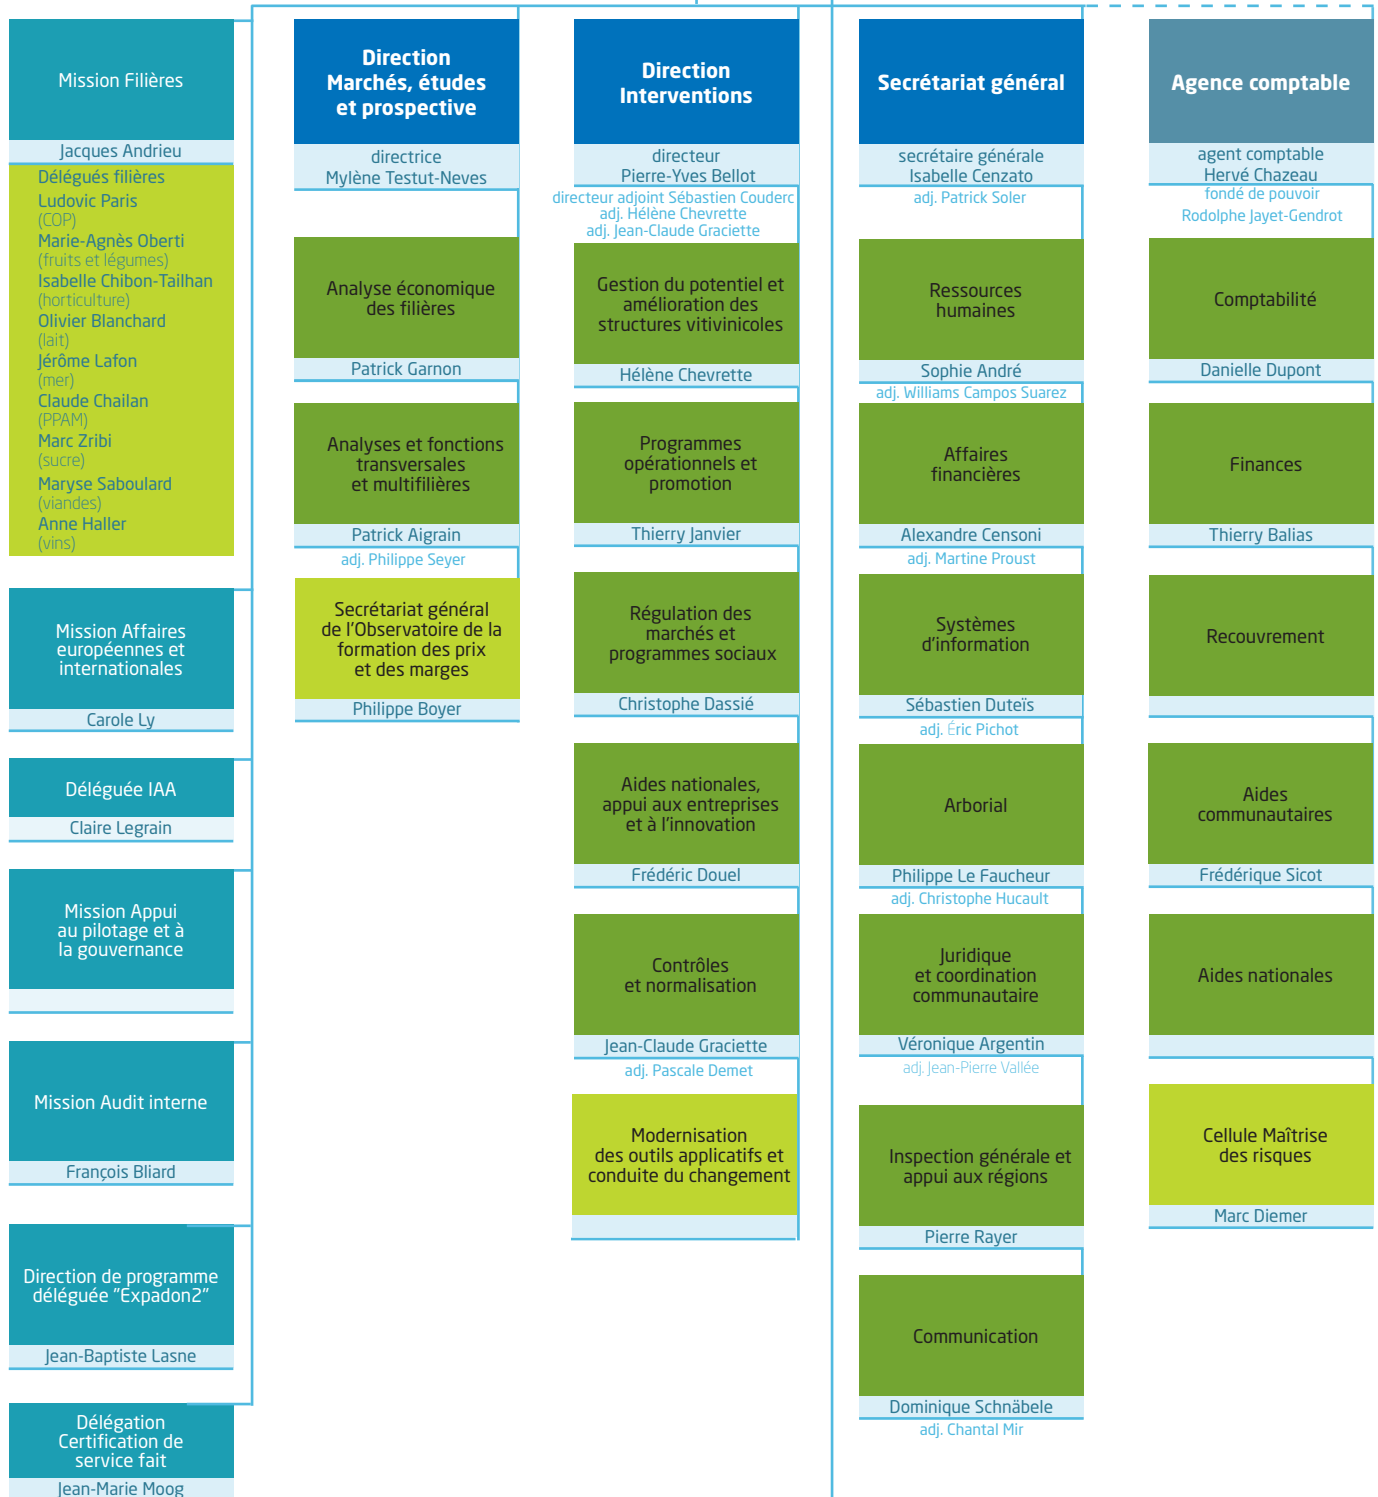 Mission Filières
Jacques Andrieu
Délégués filières
Ludovic Paris
(COP)
Marie-Agnès Oberti
(fruits et légumes)
Isabelle Chibon-Tailhan
(horticulture)
Olivier Blanchard
(lait)
Jérôme Lafon
(mer)
Claude Chailan
(PPAM)
Marc Zribi
(sucre)
Maryse Saboulard
(viandes)
Anne Haller
(vins)
Mission Affaires
européennes et
internationales
Carole Ly
Déléguée IAA
Claire Legrain
Mission Appui
au pilotage et à
la gouvernance
Mission Audit interne
François Bliard
Direction de programme
déléguée "Expadon2"
Jean-Baptiste Lasne
Délégation
Certification de
service fait
Jean-Marie Moog
Direction
Marchés, études
et prospective
directrice
Mylène Testut-Neves
Analyse économique
des filières
Patrick Garnon
Analyses et fonctions
transversales
et multifilières
Patrick Aigrain
adj. Philippe Seyer
Secrétariat général
de l'Observatoire de la
formation des prix
et des marges
Philippe Boyer
Direction
Interventions
directeur
Pierre-Yves Bellot
directeur adjoint Sébastien Couderc
adj. Hélène Chevrette
adj. Jean-Claude Graciette
Gestion du potentiel et
amélioration des
structures vitivinicoles
Hélène Chevrette
Programmes
opérationnels et
promotion
Thierry Janvier
Régulation des
marchés et
programmes sociaux
Christophe Dassié
Aides nationales,
appui aux entreprises
et à l'innovation
Frédéric Douel
Contrôles
et normalisation
Jean-Claude Graciette
adj. Pascale Demet
Modernisation
des outils applicatifs et
conduite du changement
Secrétariat général
secrétaire générale
Isabelle Cenzato
adj. Patrick Soler
Ressources
humaines
Sophie André
adj. Williams Campos Suarez
Affaires
financières
Alexandre Censoni
adj. Martine Proust
Systèmes
d'information
Sébastien Duteïs
adj. Éric Pichot
Arborial
Philippe Le Faucheur
adj. Christophe Hucault
Juridique
et coordination
communautaire
Véronique Argentin
adj. Jean-Pierre Vallée
Inspection générale et
appui aux régions
Pierre Rayer
Communication
Dominique Schnäbele
adj. Chantal Mir
Agence comptable
agent comptable
Hervé Chazeau
fondé de pouvoir
Rodolphe Jayet-Gendrot
Comptabilité
Danielle Dupont
Finances
Thierry Balias
Recouvrement
Aides
communautaires
Frédérique Sicot
Aides nationales
Cellule Maîtrise
des risques
Marc Diemer